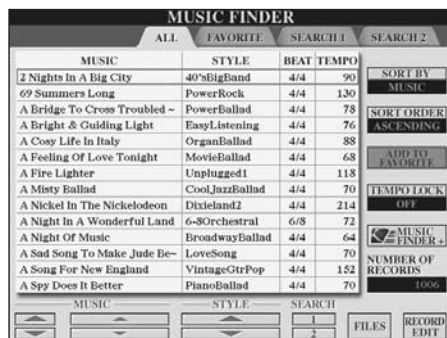 MUSIC FINDER
ALL FAVORITE SEARCH 1 SEARCH 2
MUSIC STYLE BEAT TEMPO
2 Nights In A Big City 40'sBigBand 4/4 90
69 Summers Long PowerRock 4/4 130
A Bridge To Cross Troubled ~ PowerBallad 4/4 78
A Bright & Guiding Light EasyListening 4/4 76
A Cosy Life In Italy OrganBallad 4/4 88
A Feeling Of Love Tonight MovieBallad 4/4 68
A Fire Lighter Unplugged1 4/4 118
A Misty Ballad CoolJazzBallad 4/4 70
A Nickel In The Nickelodeon Dixieland2 4/4 214
A Night In A Wonderful Land 6-8Orchestral 6/8 72
A Night Of Music BroadwayBallad 4/4 64
A Sad Song To Make Jude Be~ LoveSong 4/4 70
A Song For New England VintageGtrPop 4/4 152
A Spy Does It Better PianoBallad 4/4 70
SORT BY
MUSIC
SORT ORDER
ASCENDING
ADD TO
FAVORITE
TEMPO LOCK
OFF
MUSIC
FINDER +
NUMBER OF
RECORDS
1006
MUSIC STYLE SEARCH
1
2
FILES
RECORD
EDIT